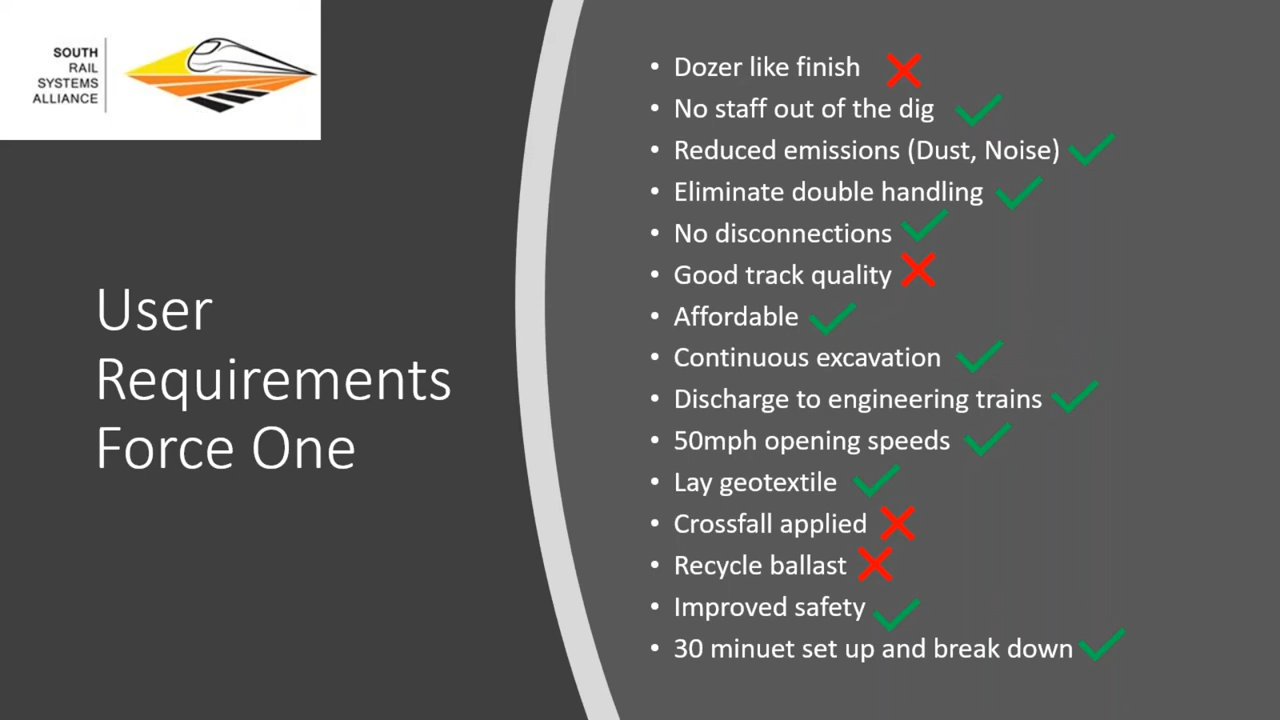 SOUTH
RAIL
SYSTEMS
ALLIANCE
User
Requirements
Force One
• Dozer like finish
• No staff out of the dig
• Reduced emissions (Dust, Noise)
• Eliminate double handling
• No disconnections
• Good track quality
• Affordable
• Continuous excavation
• Discharge to engineering trains
• 50mph opening speeds
• Lay geotextile
• Crossfall applied
• Recycle ballast
• Improved safety
• 30 minuet set up and break down